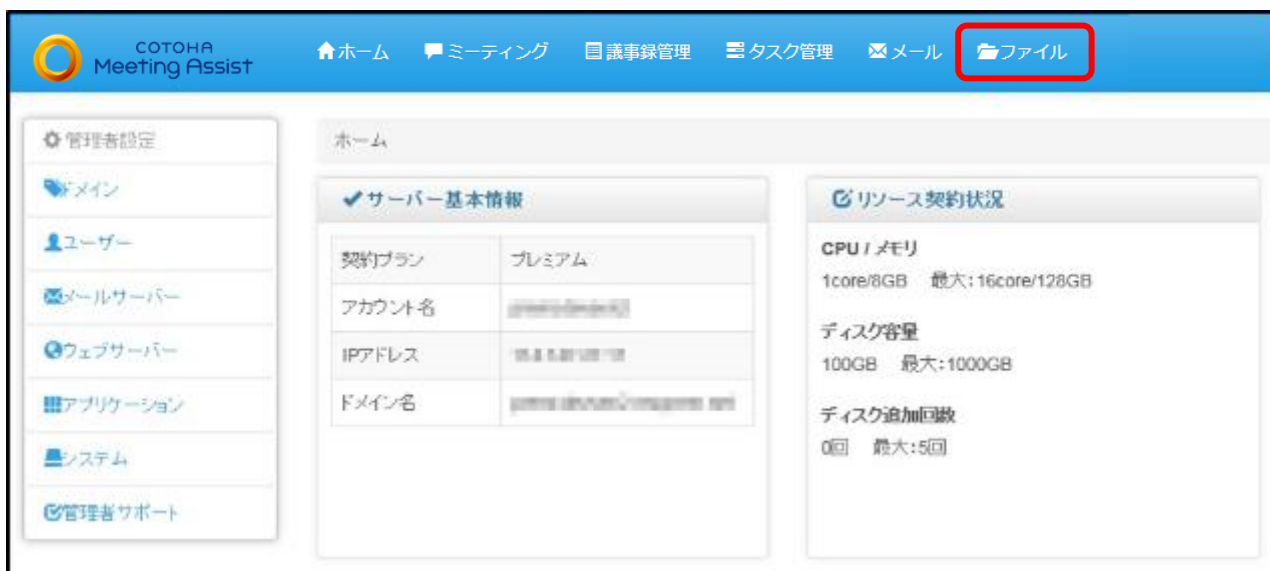 COTOHA
Meeting Assist
ホーム
ミーティング
議事録管理
タスク管理
メール
ファイル
管理者設定
ドメイン
ユーザー
メールサーバー
ウェブサーバー
アプリケーション
システム
管理者サポート
ホーム
サーバー基本情報
契約プラン プレミアム
アカウント名
IPアドレス
ドメイン名
リソース契約状況
CPU / メモリ
1core/8GB 最大:16core/128GB
ディスク容量
100GB 最大:1000GB
ディスク追加回数
0回 最大:5回